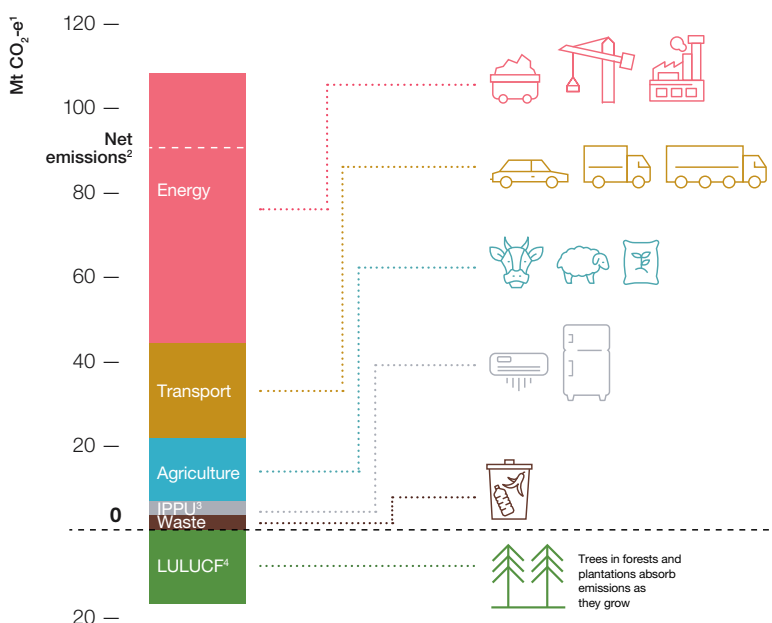 Mt CO₂-e¹
120 —
100 —
Net
emissions²
80 —
60 —
40 —
20 —
0
20 —
Energy
Transport
Agriculture
IPPU³
Waste
LULUCF⁴
Trees in forests and
plantations absorb
emissions as
they grow